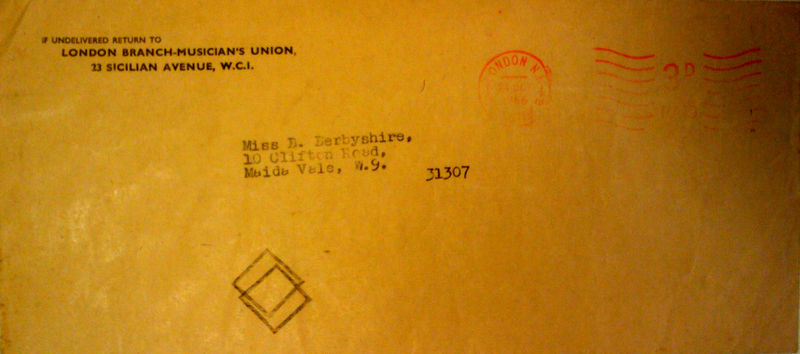 IF UNDELIVERED RETURN TO
LONDON BRANCH-MUSICIAN'S UNION,
23 SICILIAN AVENUE, W.C.I.
LONDON N.
3D
Miss D. Derbyshire,
10 Clifton Road,
Maida Vale, W.9.
31307